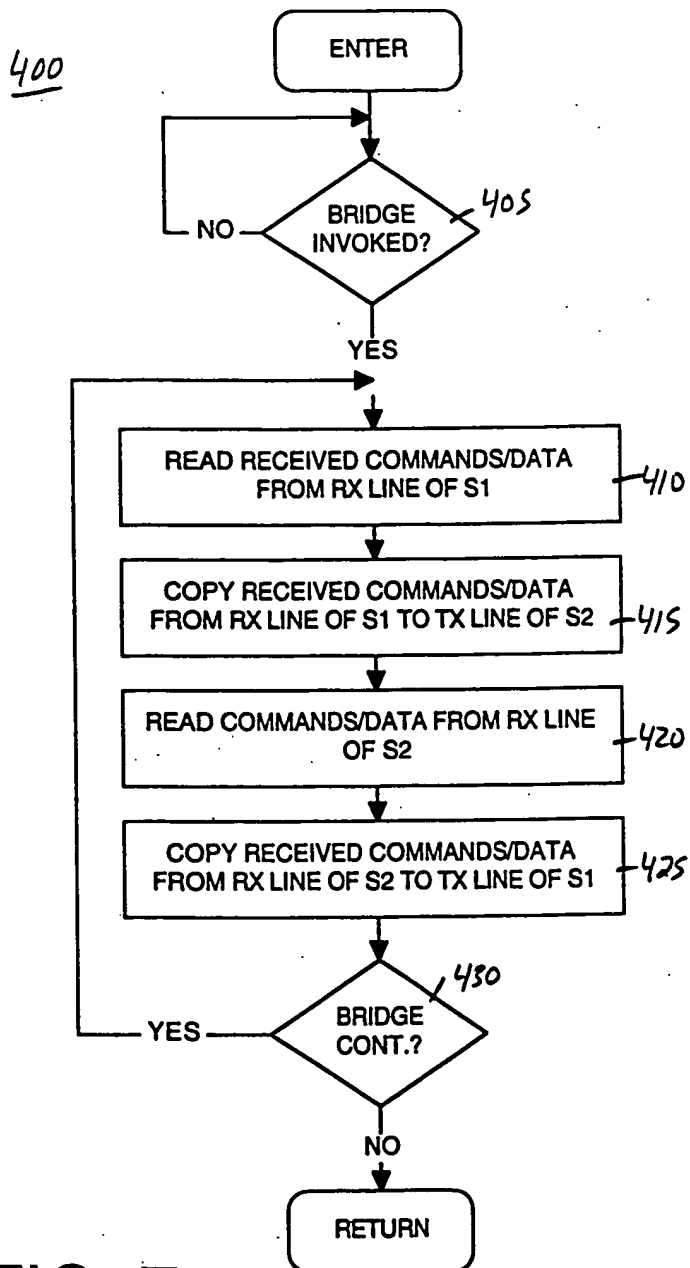 400
ENTER
BRIDGE
INVOKED?
405
NO
YES
READ RECEIVED COMMANDS/DATA
FROM RX LINE OF S1
410
COPY RECEIVED COMMANDS/DATA
FROM RX LINE OF S1 TO TX LINE OF S2
415
READ COMMANDS/DATA FROM RX LINE
OF S2
420
COPY RECEIVED COMMANDS/DATA
FROM RX LINE OF S2 TO TX LINE OF S1
425
430
BRIDGE
CONT.?
YES
NO
RETURN